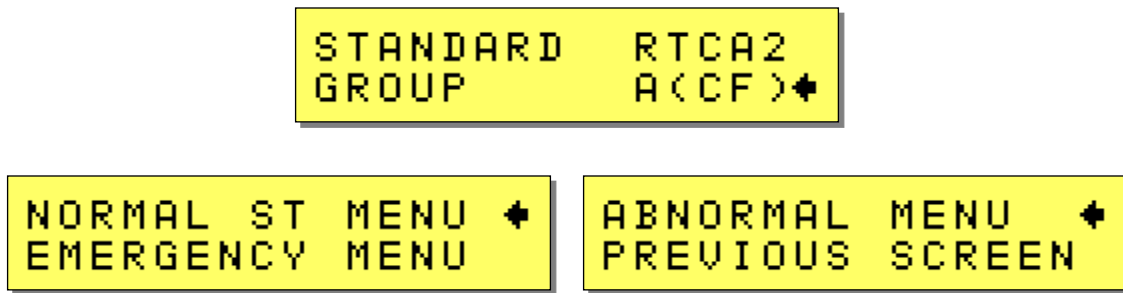 STANDARD RTCA2
GROUP A(CF)
NORMAL ST MENU
EMERGENCY MENU
ABNORMAL MENU
PREVIOUS SCREEN